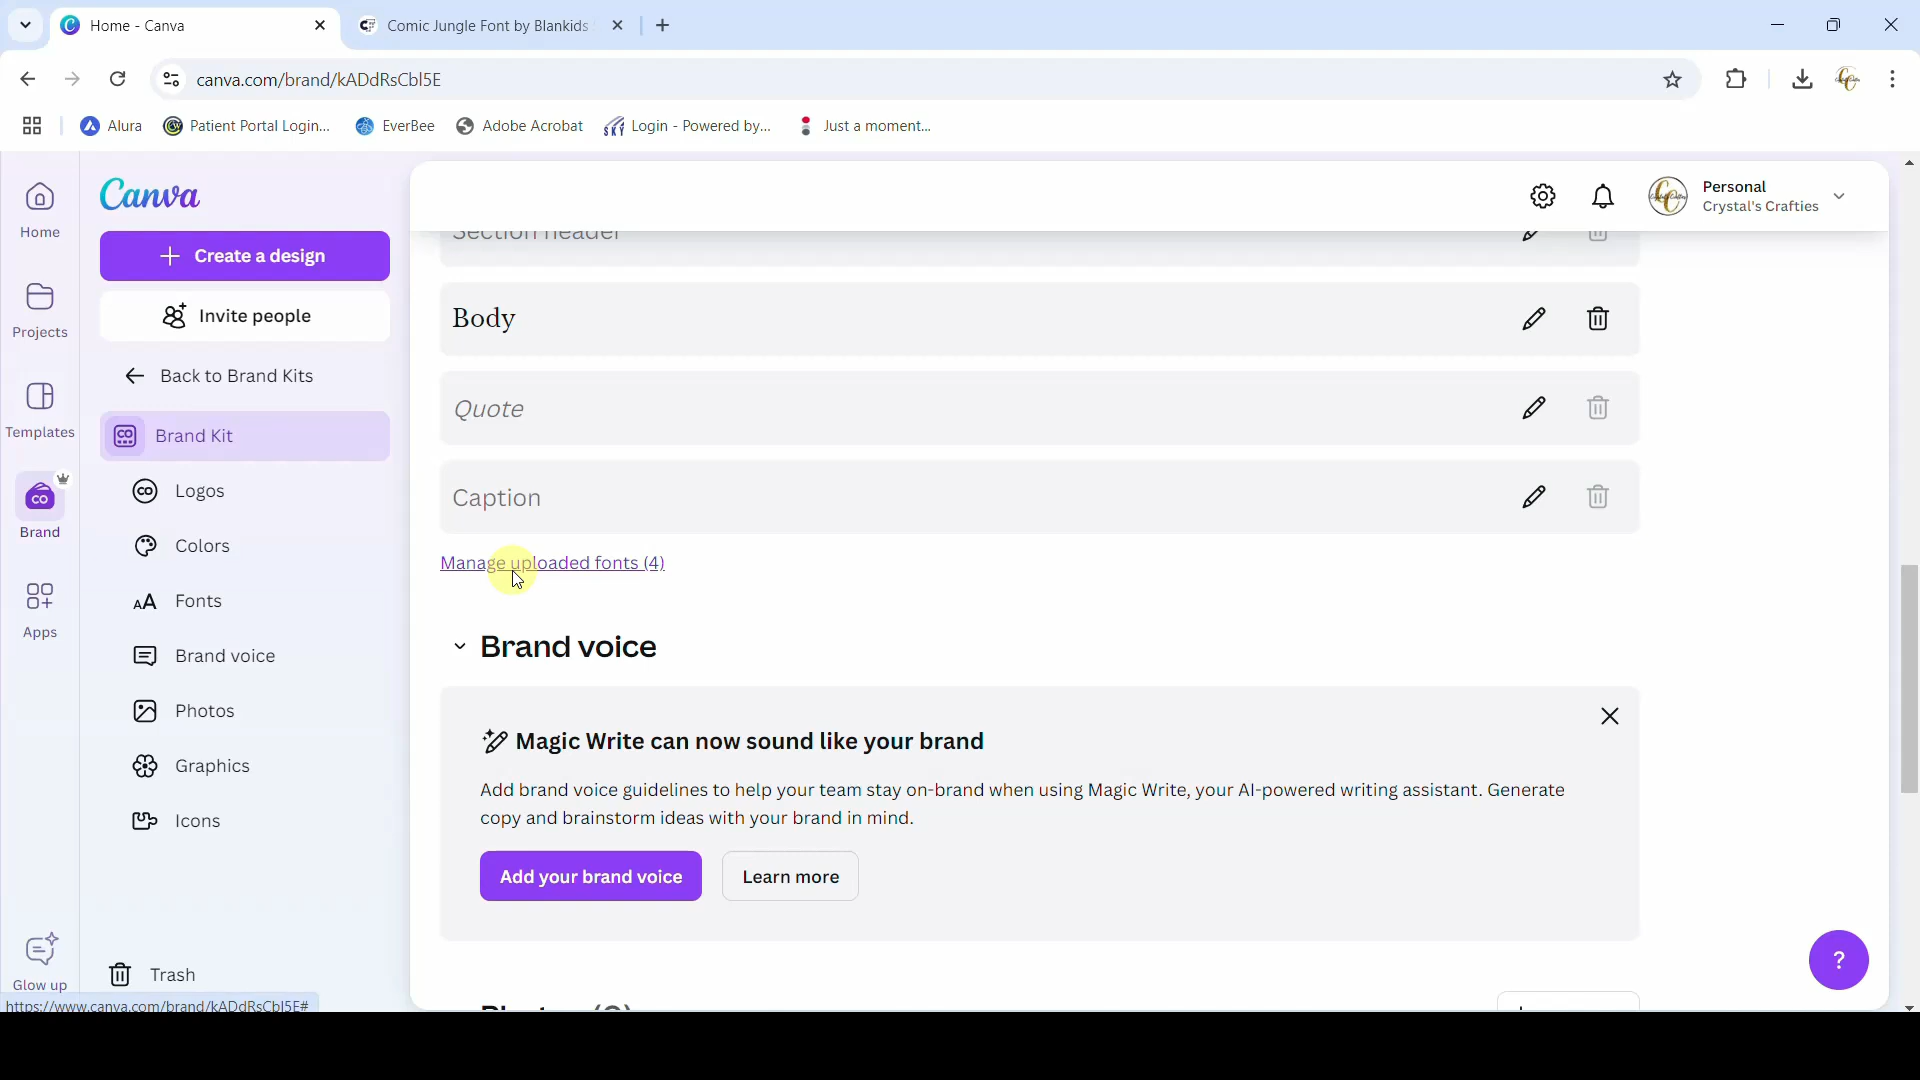 Home - Canva
Comic Jungle Font by Blankids
canva.com/brand/kADdRsCbl5E
Alura
Patient Portal Login...
EverBee
Adobe Acrobat
Login - Powered by...
Just a moment...
Home
Projects
Templates
Brand
Apps
Glow up
Canva
Create a design
Invite people
Back to Brand Kits
Brand Kit
Logos
Colors
Fonts
Brand voice
Photos
Graphics
Icons
Trash
https://www.canva.com/brand/kADdRsCbl5E#
Personal
Crystal's Crafties
Section header
Body
Quote
Caption
Manage uploaded fonts (4)
Brand voice
Magic Write can now sound like your brand
Add brand voice guidelines to help your team stay on-brand when using Magic Write, your AI-powered writing assistant. Generate
copy and brainstorm ideas with your brand in mind.
Add your brand voice
Learn more
?